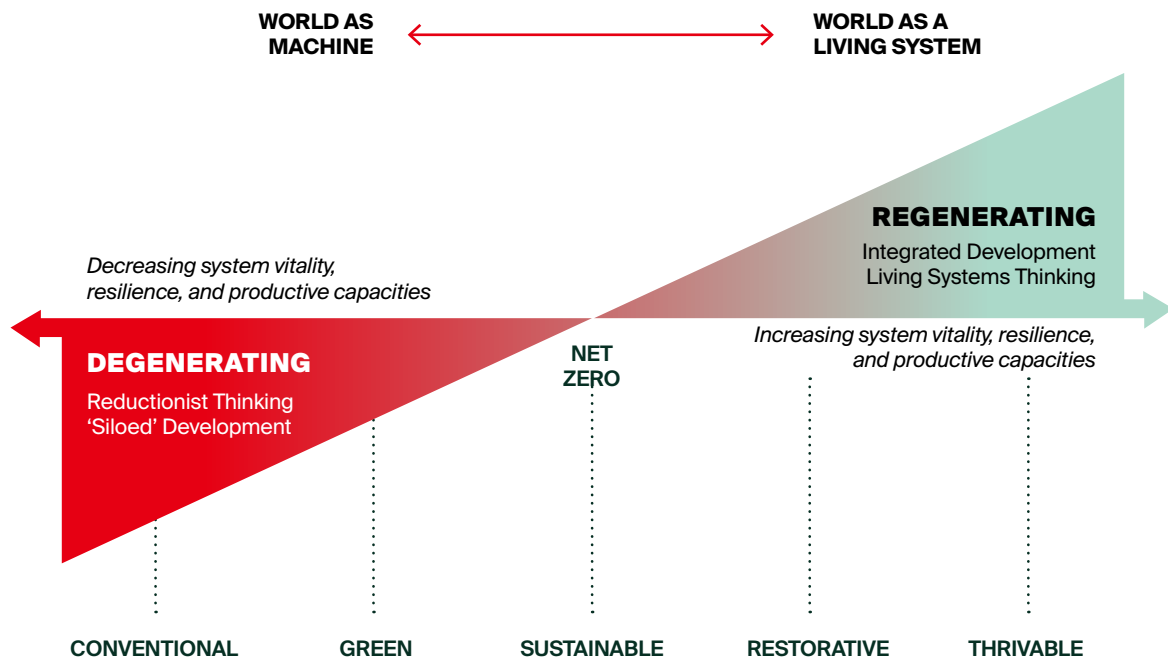 WORLD AS
MACHINE
WORLD AS A
LIVING SYSTEM
REGENERATING
Integrated Development
Living Systems Thinking
Decreasing system vitality,
resilience, and productive capacities
Increasing system vitality, resilience,
and productive capacities
DEGENERATING
Reductionist Thinking
‘Siloed’ Development
NET
ZERO
CONVENTIONAL
GREEN
SUSTAINABLE
RESTORATIVE
THRIVABLE